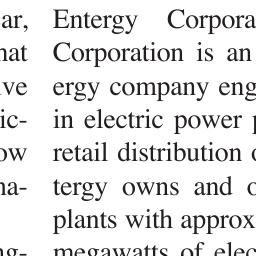 ar,
hat
ve
ic-
ow
na-
ng-
Entergy Corpora
Corporation is an
ergy company eng
in electric power p
retail distribution o
tergy owns and o
plants with approx
megawatts of elec